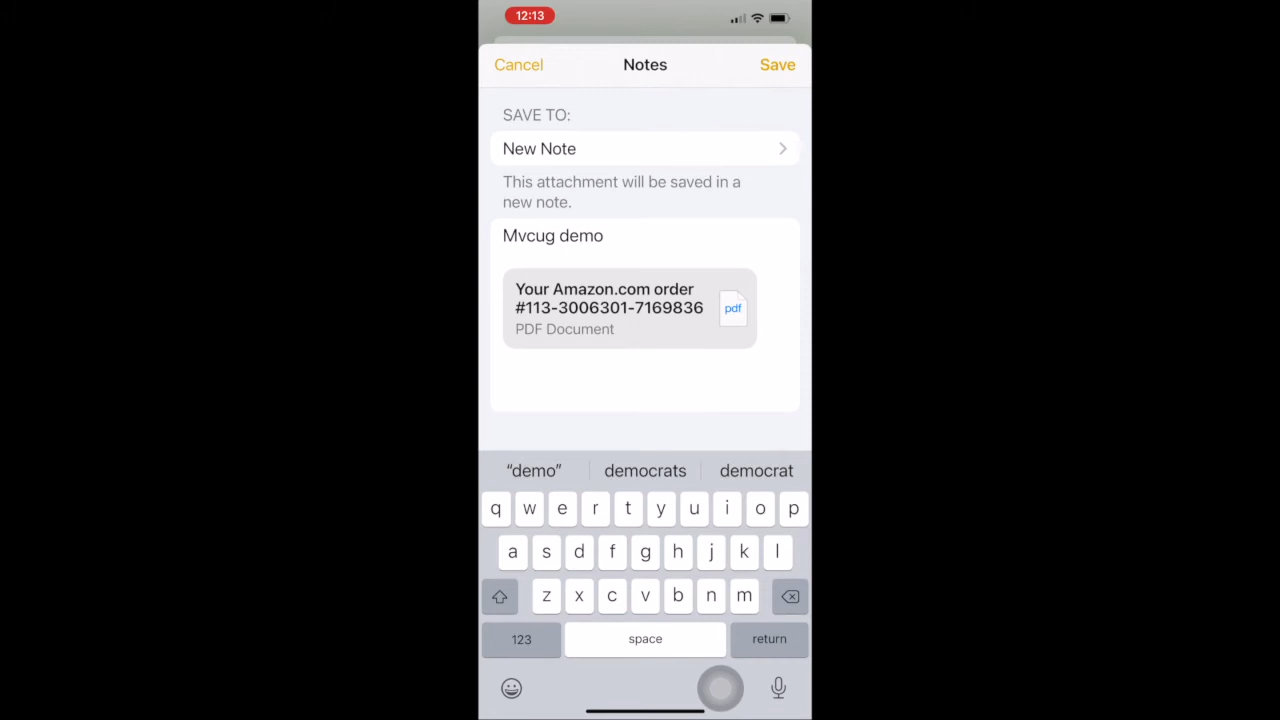 12:13
Cancel Notes Save
SAVE TO:
New Note
This attachment will be saved in a
new note.
Mvcug demo
Your Amazon.com order
#113-3006301-7169836
pdf
PDF Document
“demo” democrats democrat
q w e r t y u i o p
a s d f g h j k l
z x c v b n m
123 space return